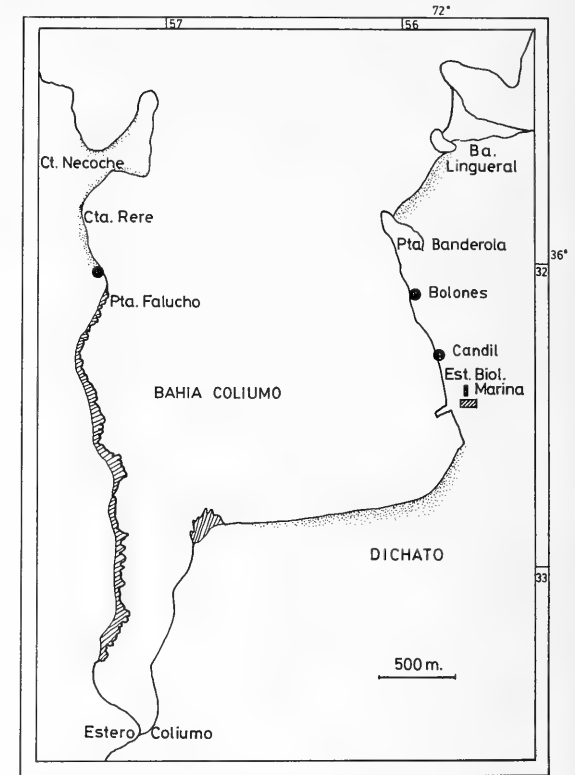 72°
57
56
Ct. Necoche
Ba.
Lingueral
Cta. Rere
Pta. Banderola
36°
32
Pta. Falucho
Bolones
Candil
Est. Biol.
Marina
BAHIA COLIUMO
DICHATO
33
500 m.
Estero Coliumo